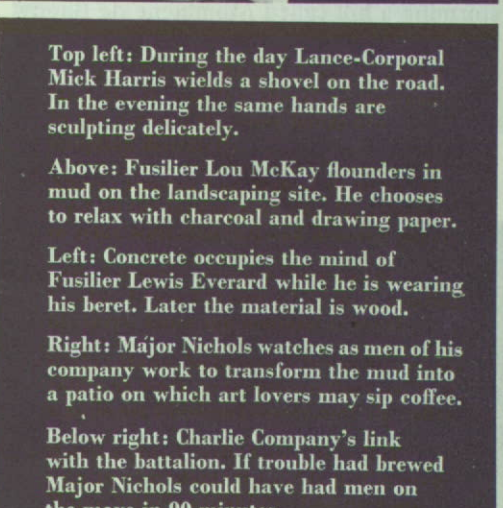 Top left: During the day Lance-Corporal
Mick Harris wields a shovel on the road.
In the evening the same hands are
sculpting delicately.
Above: Fusilier Lou McKay flounders in
mud on the landscaping site. He chooses
to relax with charcoal and drawing paper.
Left: Concrete occupies the mind of
Fusilier Lewis Everard while he is wearing
his beret. Later the material is wood.
Right: Major Nichols watches as men of his
company work to transform the mud into
a patio on which art lovers may sip coffee.
Below right: Charlie Company's link
with the battalion. If trouble had brewed
Major Nichols could have had men on
the move in 90 minutes